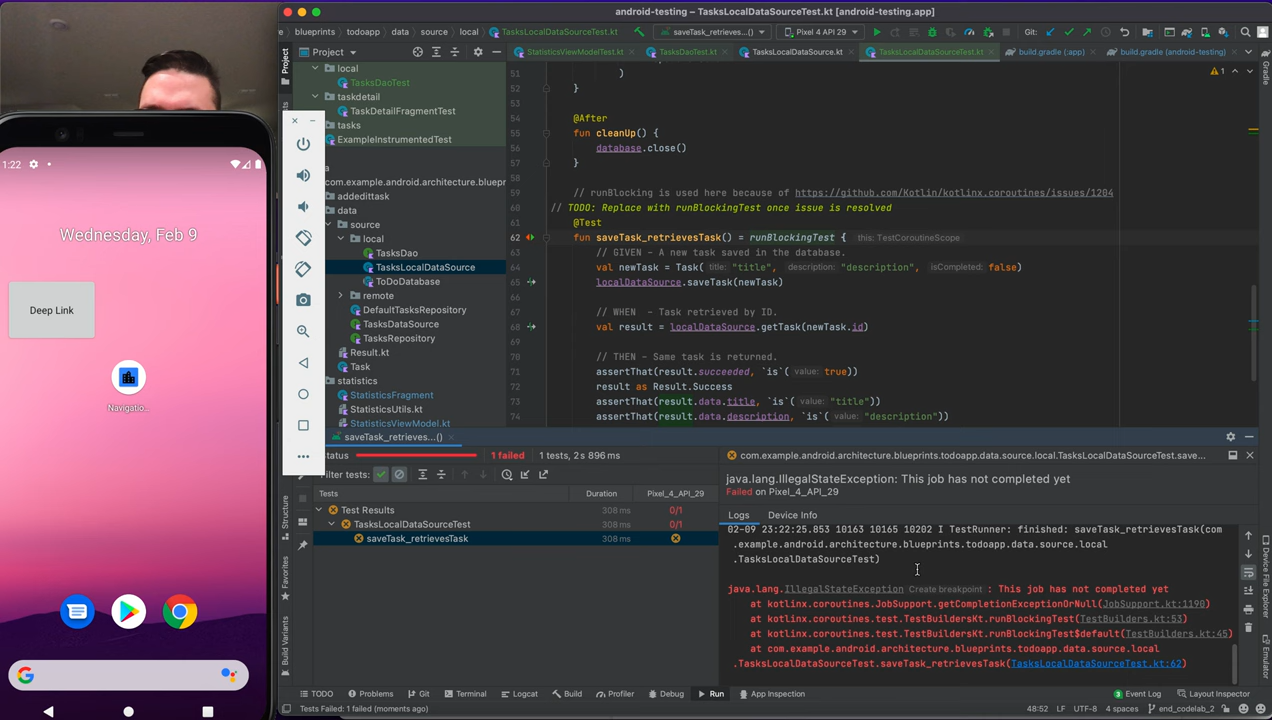 android-testing – TasksLocalDataSourceTest.kt [android-testing.app]
blueprints
todoapp
data
source
local
TasksLocalDataSourceTest.kt
saveTask_retrieves...()
Pixel 4 API 29
Git:
Project
StatisticsViewModelTest.kt
TasksDaoTest.kt
TasksLocalDataSource.kt
TasksLocalDataSourceTest.kt
build.gradle (:app)
build.gradle (android-testing)
Project
Gradle
local
TasksDaoTest
taskdetail
TaskDetailFragmentTest
tasks
ExampleInstrumentedTest
a
com.example.android.architecture.bluepr
addedittask
data
source
local
TasksDao
TasksLocalDataSource
ToDoDatabase
remote
DefaultTasksRepository
TasksDataSource
TasksRepository
Result.kt
Task
statistics
StatisticsFragment
StatisticsUtils.kt
StatisticsViewModel.kt
51 )
52 }
53
54 @After
55 fun cleanUp() {
56 database.close()
57 }
58
59 // runBlocking is used here because of https://github.com/Kotlin/kotlinx.coroutines/issues/1204
60 // TODO: Replace with runBlockingTest once issue is resolved
61 @Test
62 fun saveTask_retrievesTask() = runBlockingTest { this: TestCoroutineScope
63 // GIVEN - A new task saved in the database.
64 val newTask = Task( title: "title", description: "description", isCompleted: false)
65 localDataSource.saveTask(newTask)
66
67 // WHEN  - Task retrieved by ID.
68 val result = localDataSource.getTask(newTask.id)
69
70 // THEN - Same task is returned.
71 assertThat(result.succeeded, `is`( value: true))
72 result as Result.Success
73 assertThat(result.data.title, `is`( value: "title"))
74 assertThat(result.data.description, `is`( value: "description"))
1
1:22
Wednesday, Feb 9
Deep Link
Navigatio...
saveTask_retrieves...()
Status
1 failed
1 tests, 2 s 896 ms
Filter tests:
Tests Duration Pixel_4_API_29
Test Results 308 ms 0/1
TasksLocalDataSourceTest 308 ms 0/1
saveTask_retrievesTask 308 ms
com.example.android.architecture.blueprints.todoapp.data.source.local.TasksLocalDataSourceTest.save...
java.lang.IllegalStateException: This job has not completed yet
Failed on Pixel_4_API_29
Logs Device Info
02-09 23:22:25.853 10163 10165 10202 I TestRunner: finished: saveTask_retrievesTask(com
.example.android.architecture.blueprints.todoapp.data.source.local
.TasksLocalDataSourceTest)
java.lang.IllegalStateException Create breakpoint : This job has not completed yet
at kotlinx.coroutines.JobSupport.getCompletionExceptionOrNull(JobSupport.kt:1190)
at kotlinx.coroutines.test.TestBuildersKt.runBlockingTest(TestBuilders.kt:53)
at kotlinx.coroutines.test.TestBuildersKt.runBlockingTest$default(TestBuilders.kt:45)
at com.example.android.architecture.blueprints.todoapp.data.source.local
.TasksLocalDataSourceTest.saveTask_retrievesTask(TasksLocalDataSourceTest.kt:62)
Structure
Favorites
Build Variants
Device File Explorer
Emulator
TODO
Problems
Git
Terminal
Logcat
Build
Profiler
Debug
Run
App Inspection
3 Event Log
Layout Inspector
Tests Failed: 1 failed (moments ago)
48:52
LF
UTF-8
4 spaces
end_codelab_2